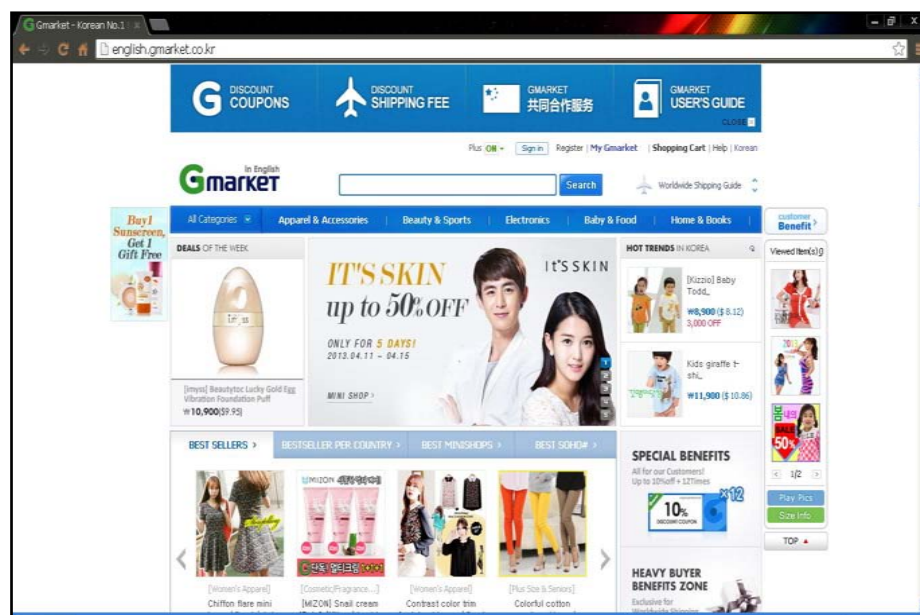 Gmarket - Korean No.1
english.gmarket.co.kr
DISCOUNT
COUPONS
DISCOUNT
SHIPPING FEE
GMARKET
共同合作服务
GMARKET
USER'S GUIDE
CLOSE
Plus ON Sign in Register | My Gmarket | Shopping Cart | Help | Korean
in English
Gmarket
Search
Worldwide Shipping Guide
All Categories Apparel & Accessories | Beauty & Sports | Electronics | Baby & Food | Home & Books
customer
Benefit
Buy1
Sunscreen,
Get 1
Gift Free
DEALS OF THE WEEK
[imyss] Beautytoc Lucky Gold Egg
Vibration Foundation Puff
₩10,900($9.95)
IT'S SKIN
up to 50% OFF
ONLY FOR 5 DAYS!
2013.04.11 - 04.15
MINI SHOP >
It'S SKIN
HOT TRENDS IN KOREA
[Kizzio] Baby
Todd..
₩8,900 ($ 8.12)
3,000 OFF
Kids giraffe t-
shi..
₩11,900 ($ 10.86)
Viewed Item(s)
2013
SALE
50%
< 1/2 >
Play Pics
Size Info
TOP ▲
BEST SELLERS > BESTSELLER PER COUNTRY > BEST MINISHOPS > BEST SOHO# >
MIZON
[Women's Apparel]
Chiffon flare mini
[Cosmetic/Fragrance...]
[MIZON] Snail cream
[Women's Apparel]
Contrast color trim
[Plus Size & Seniors]
Colorful cotton
SPECIAL BENEFITS
All for our Customers!
Up to 10%off + 12Times
10%
DISCOUNT COUPON
x12
HEAVY BUYER
BENEFITS ZONE
Exclusive for
Worldwide Shipping